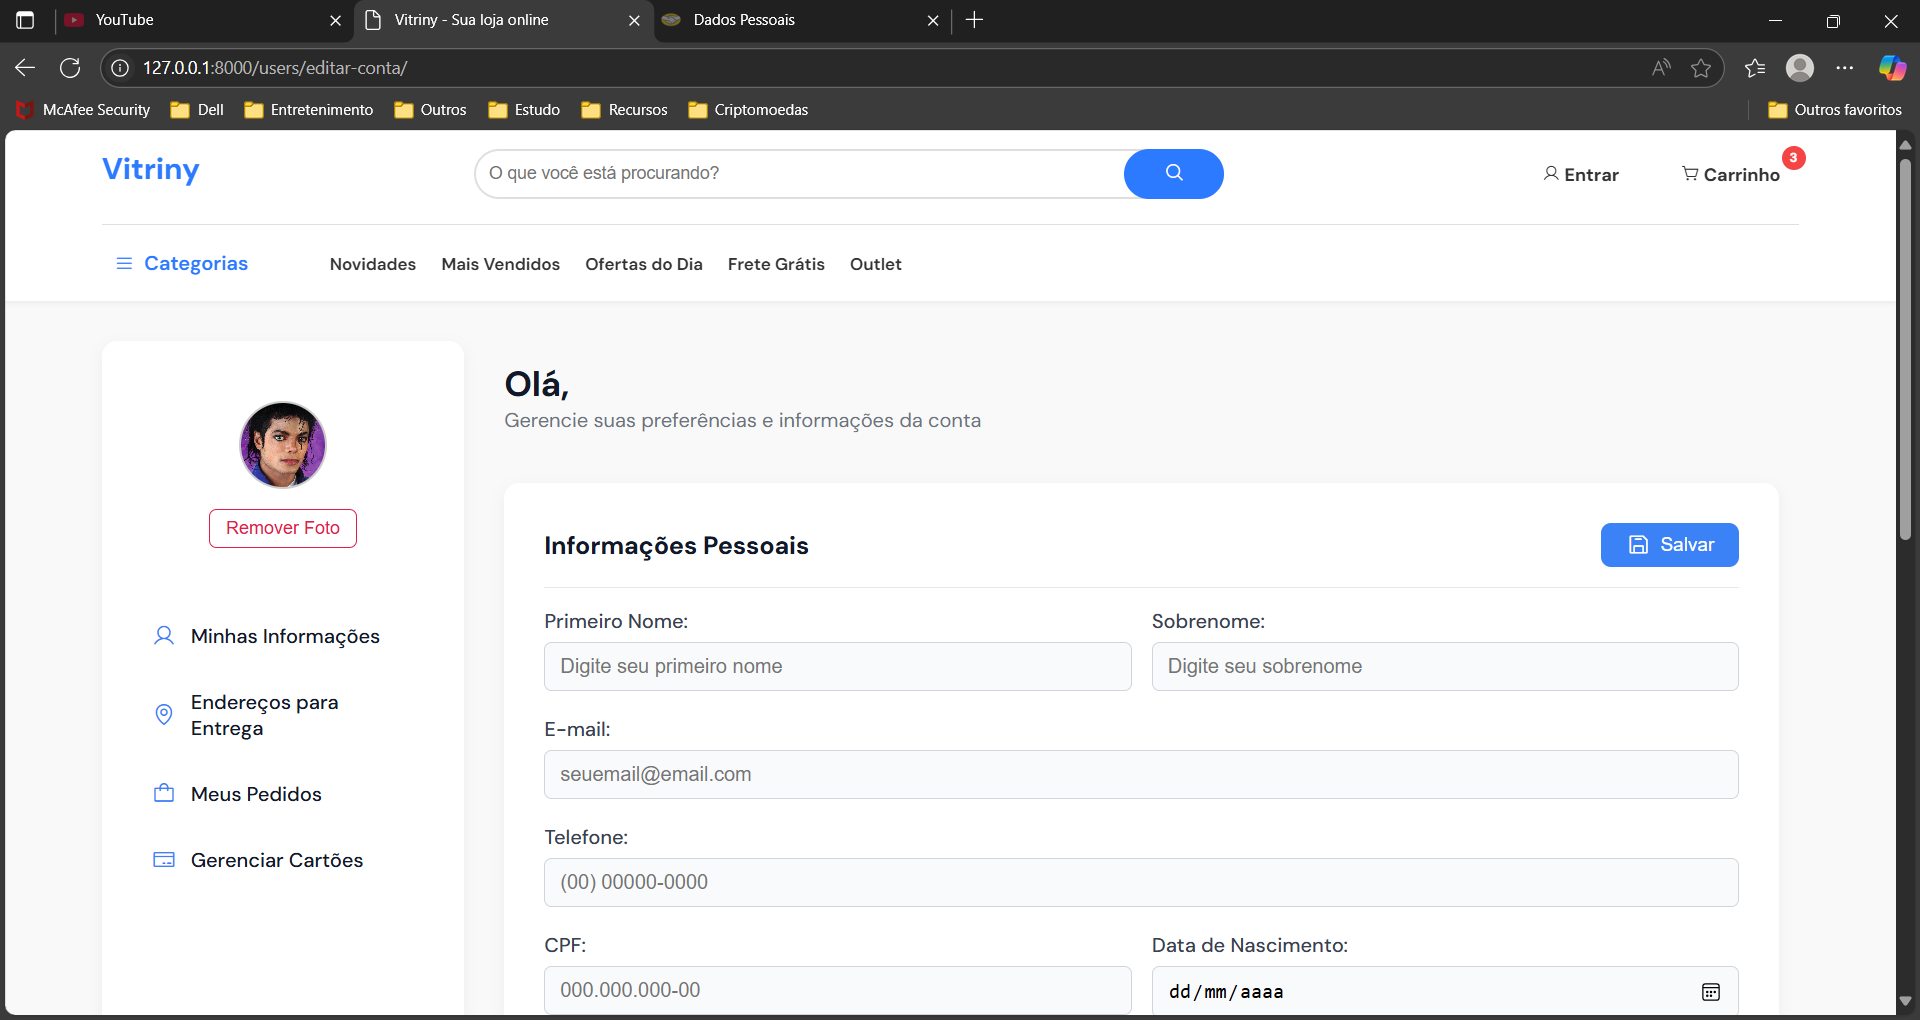 YouTube
Vitriny - Sua loja online
Dados Pessoais
127.0.0.1:8000/users/editar-conta/
McAfee Security
Dell
Entretenimento
Outros
Estudo
Recursos
Criptomoedas
Outros favoritos
Vitriny
O que você está procurando?
Entrar
Carrinho
3
Categorias
Novidades
Mais Vendidos
Ofertas do Dia
Frete Grátis
Outlet
Remover Foto
Minhas Informações
Endereços para
Entrega
Meus Pedidos
Gerenciar Cartões
Olá,
Gerencie suas preferências e informações da conta
Informações Pessoais
Salvar
Primeiro Nome:
Sobrenome:
Digite seu primeiro nome
Digite seu sobrenome
E-mail:
seuemail@email.com
Telefone:
(00) 00000-0000
CPF:
Data de Nascimento:
000.000.000-00
dd/mm/aaaa